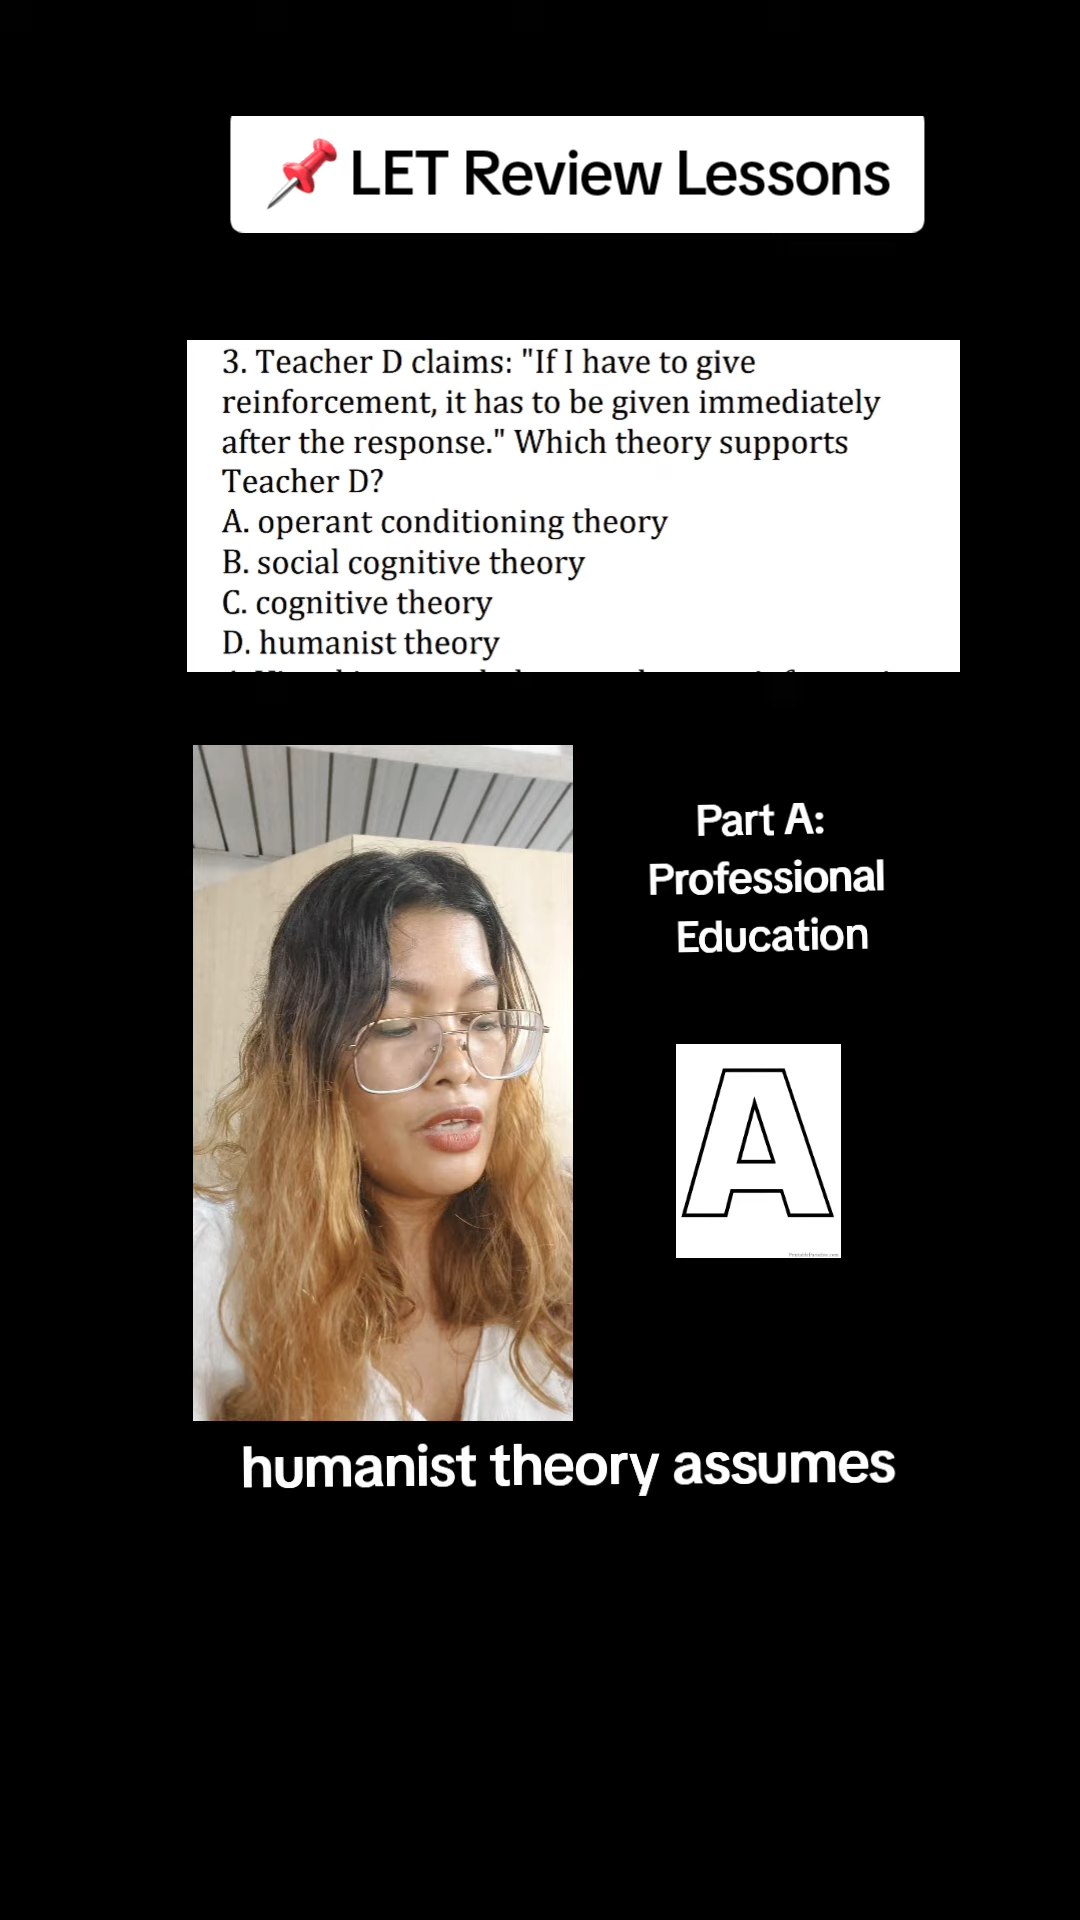 📌 LET Review Lessons
3. Teacher D claims: "If I have to give
reinforcement, it has to be given immediately
after the response." Which theory supports
Teacher D?
A. operant conditioning theory
B. social cognitive theory
C. cognitive theory
D. humanist theory
Part A:
Professional
Education
A
humanist theory assumes